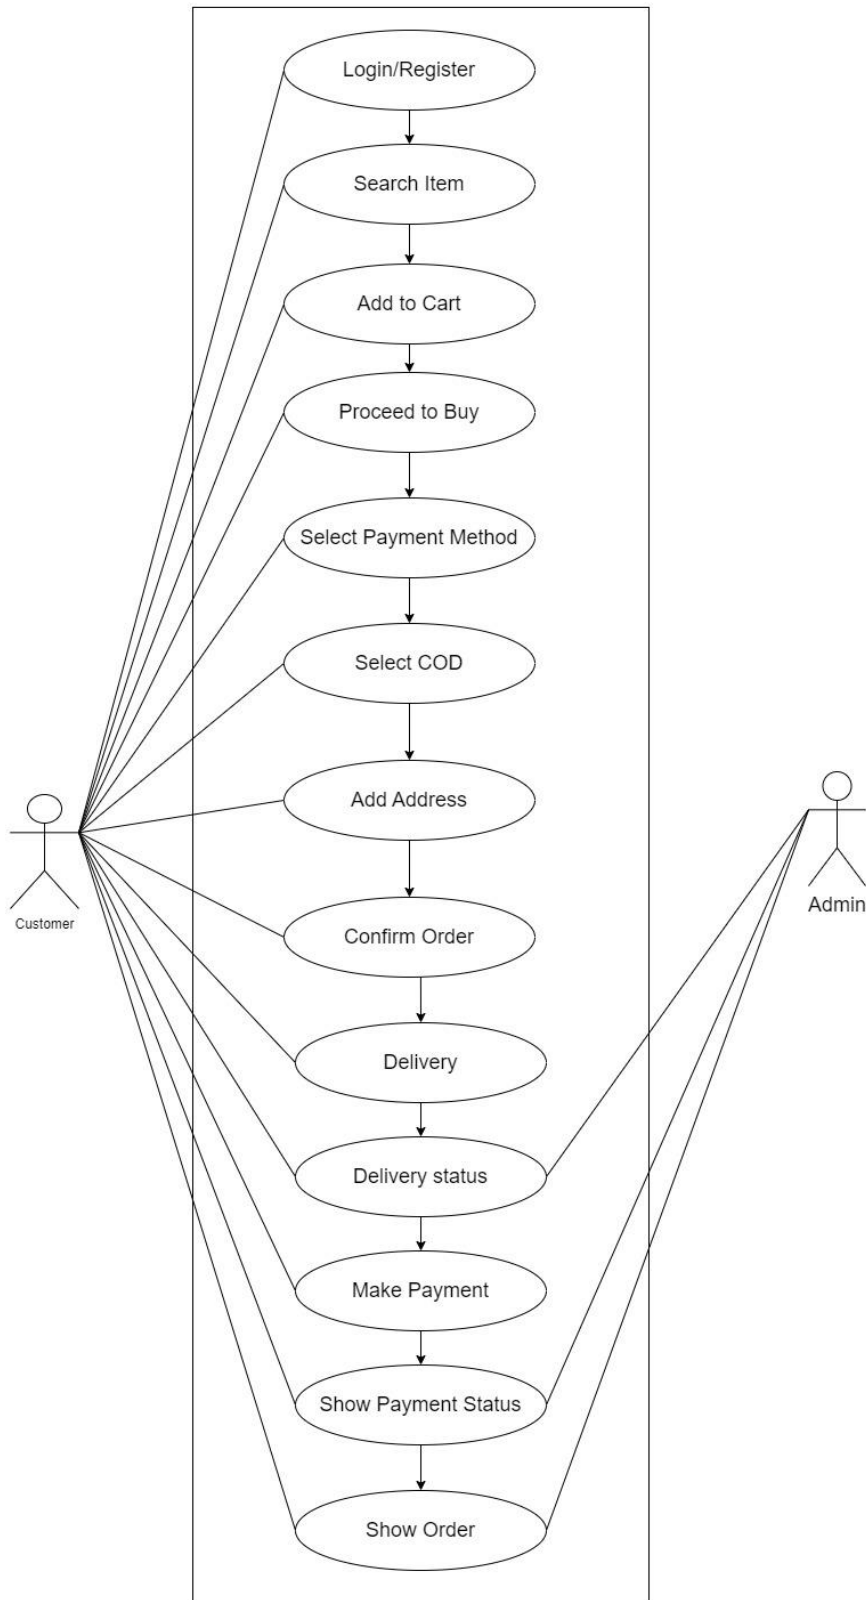 Login/Register
Search Item
Add to Cart
Proceed to Buy
Select Payment Method
Select COD
Add Address
Customer
Admin
Confirm Order
Delivery
Delivery status
Make Payment
Show Payment Status
Show Order